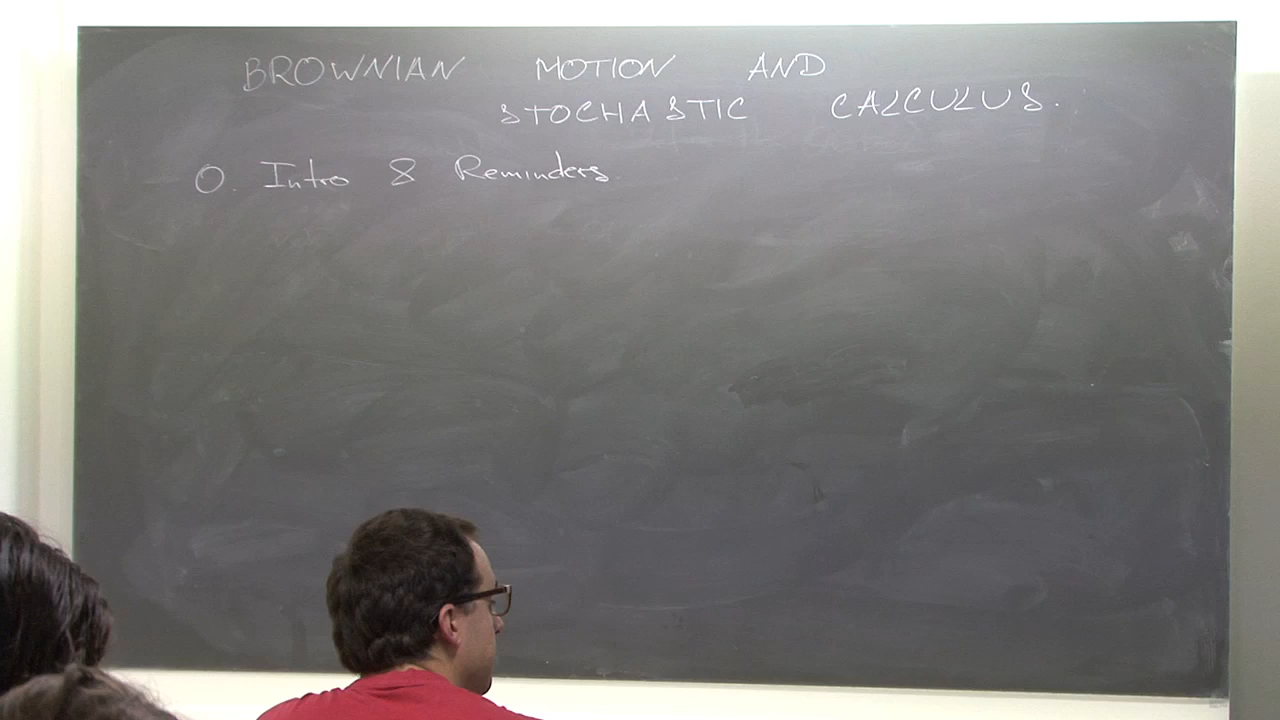 BROWNIAN MOTION AND
STOCHASTIC CALCULUS.
0. Intro & Reminders